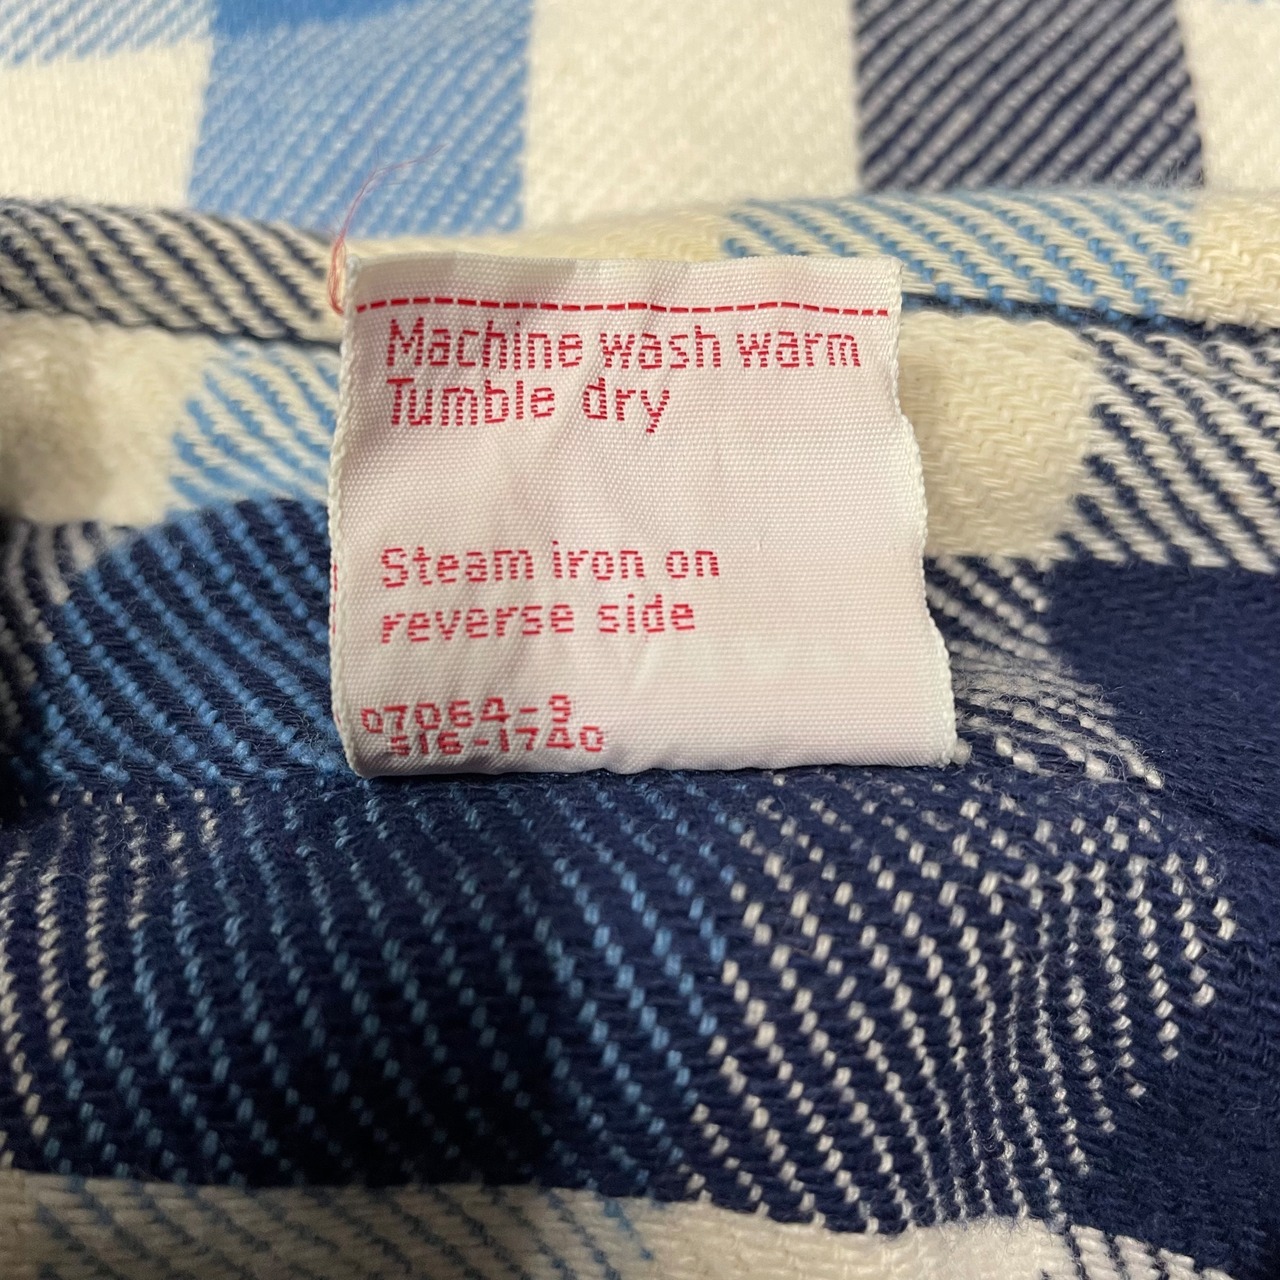 Machine wash warm
Tumble dry
Steam iron on
reverse side
07064-9
516-1740